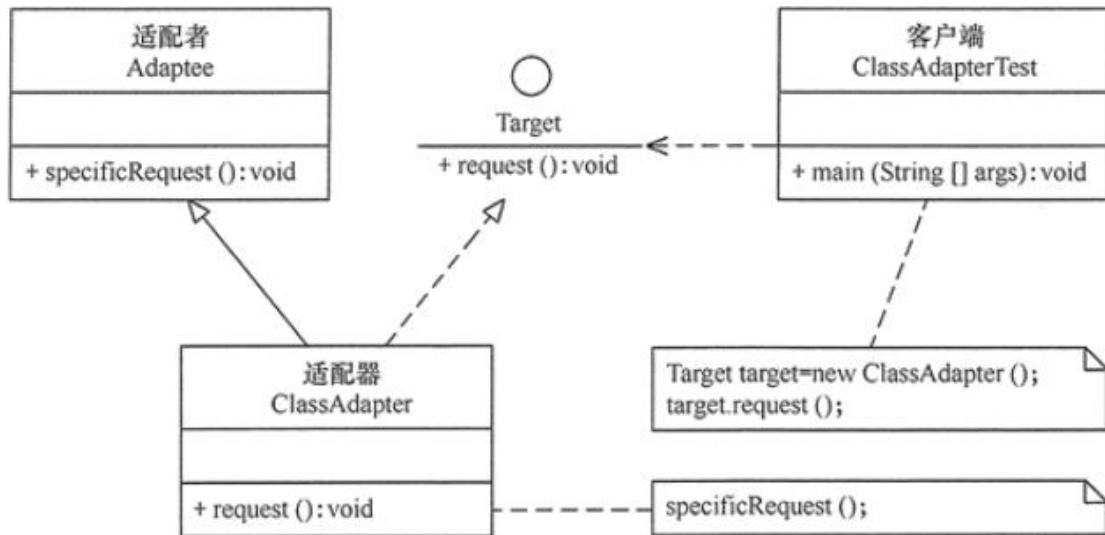 适配者
Adaptee
+ specificRequest (): void
Target
+ request (): void
客户端
ClassAdapterTest
+ main (String [] args): void
适配器
ClassAdapter
+ request (): void
Target target=new ClassAdapter ();
target.request ();
specificRequest ();